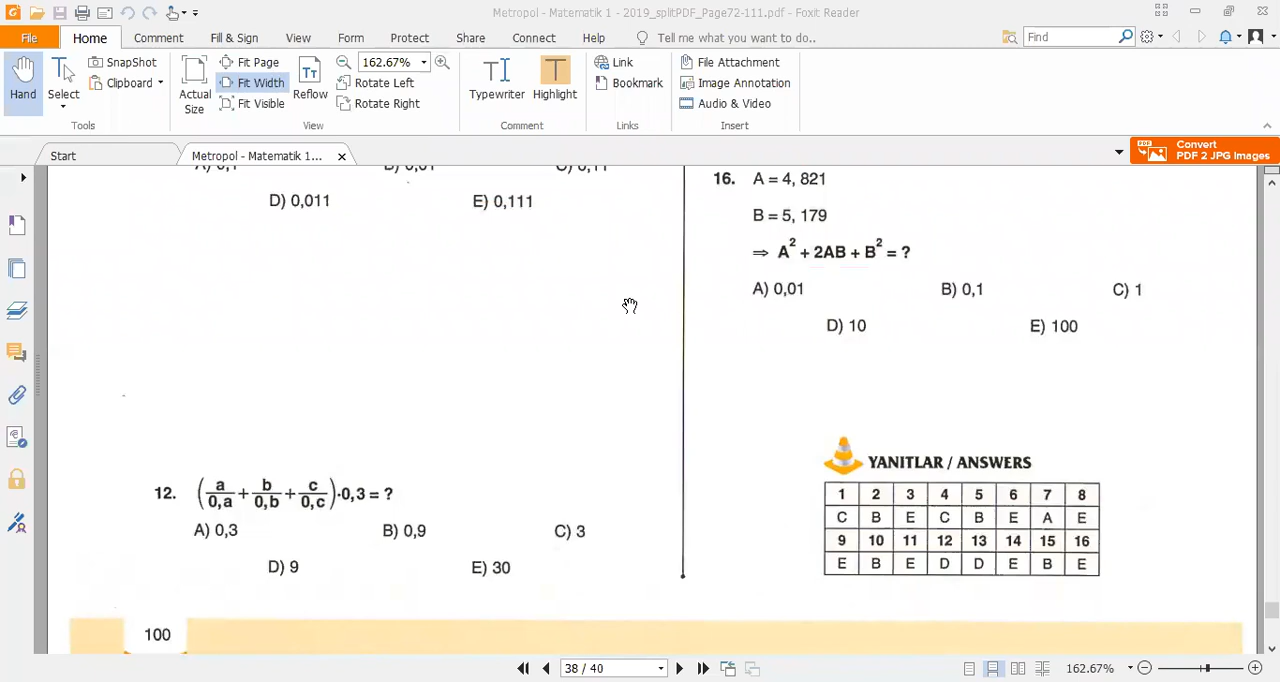 Metropol - Matematik 1 - 2019_splitPDF_Page72-111.pdf - Foxit Reader
File Home Comment Fill & Sign View Form Protect Share Connect Help Tell me what you want to do.. Find
Hand
Select
SnapShot
Clipboard
Tools
Actual Size
Fit Page
Fit Width
Fit Visible
Reflow
162.67%
Rotate Left
Rotate Right
View
Typewriter
Highlight
Comment
Link
Bookmark
Links
File Attachment
Image Annotation
Audio & Video
Insert
Start
Metropol - Matematik 1...
Convert
PDF 2 JPG Images
D) 0,011 E) 0,111
12. (a/0,a + b/0,b + c/0,c)·0,3 = ?
A) 0,3 B) 0,9 C) 3
D) 9 E) 30
100
16. A = 4, 821
B = 5, 179
⇒ A² + 2AB + B² = ?
A) 0,01 B) 0,1 C) 1
D) 10 E) 100
YANITLAR / ANSWERS
1 2 3 4 5 6 7 8
C B E C B E A E
9 10 11 12 13 14 15 16
E B E D D E B E
38 / 40
162.67%